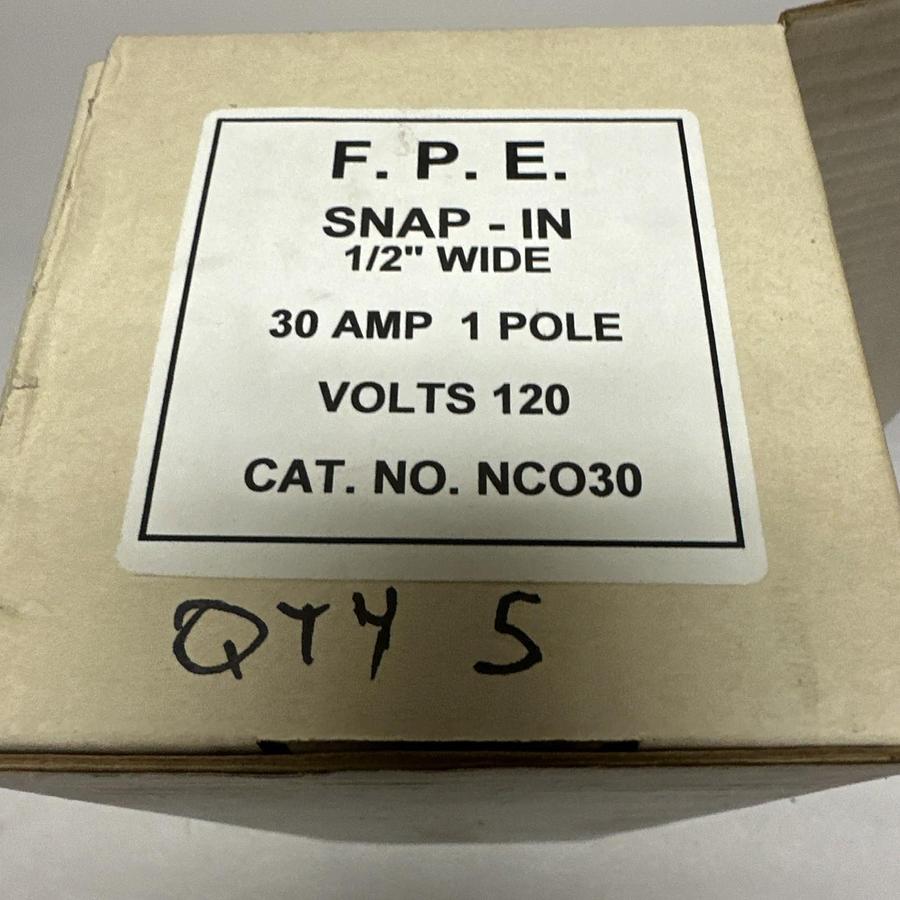 F. P. E.
SNAP - IN
1/2" WIDE
30 AMP 1 POLE
VOLTS 120
CAT. NO. NCO30
QTY 5